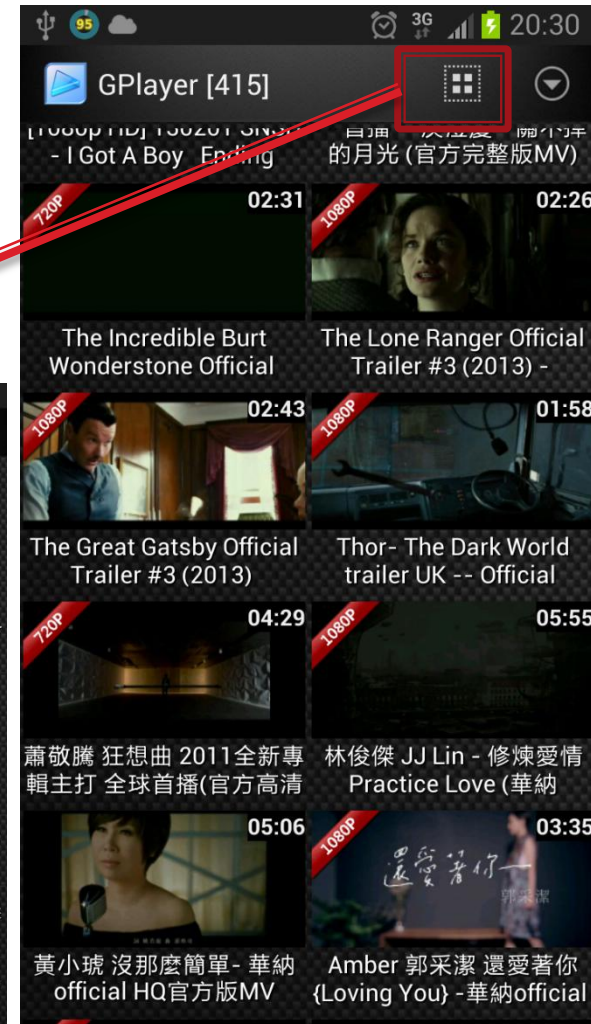 95
3G
20:30
GPlayer [415]
- I Got A Boy Ending
的月光 (官方完整版MV)
720P
02:31
1080P
02:26
The Incredible Burt
Wonderstone Official
The Lone Ranger Official
Trailer #3 (2013) -
1080P
02:43
1080P
01:58
The Great Gatsby Official
Trailer #3 (2013)
Thor- The Dark World
trailer UK -- Official
720P
04:29
1080P
05:55
蕭敬騰 狂想曲 2011全新專
輯主打 全球首播(官方高清
林俊傑 JJ Lin - 修煉愛情
Practice Love (華納
05:06
1080P
03:35
還愛著你
郭采潔
黃小琥 沒那麼簡單- 華納
official HQ官方版MV
Amber 郭采潔 還愛著你
{Loving You} -華納official